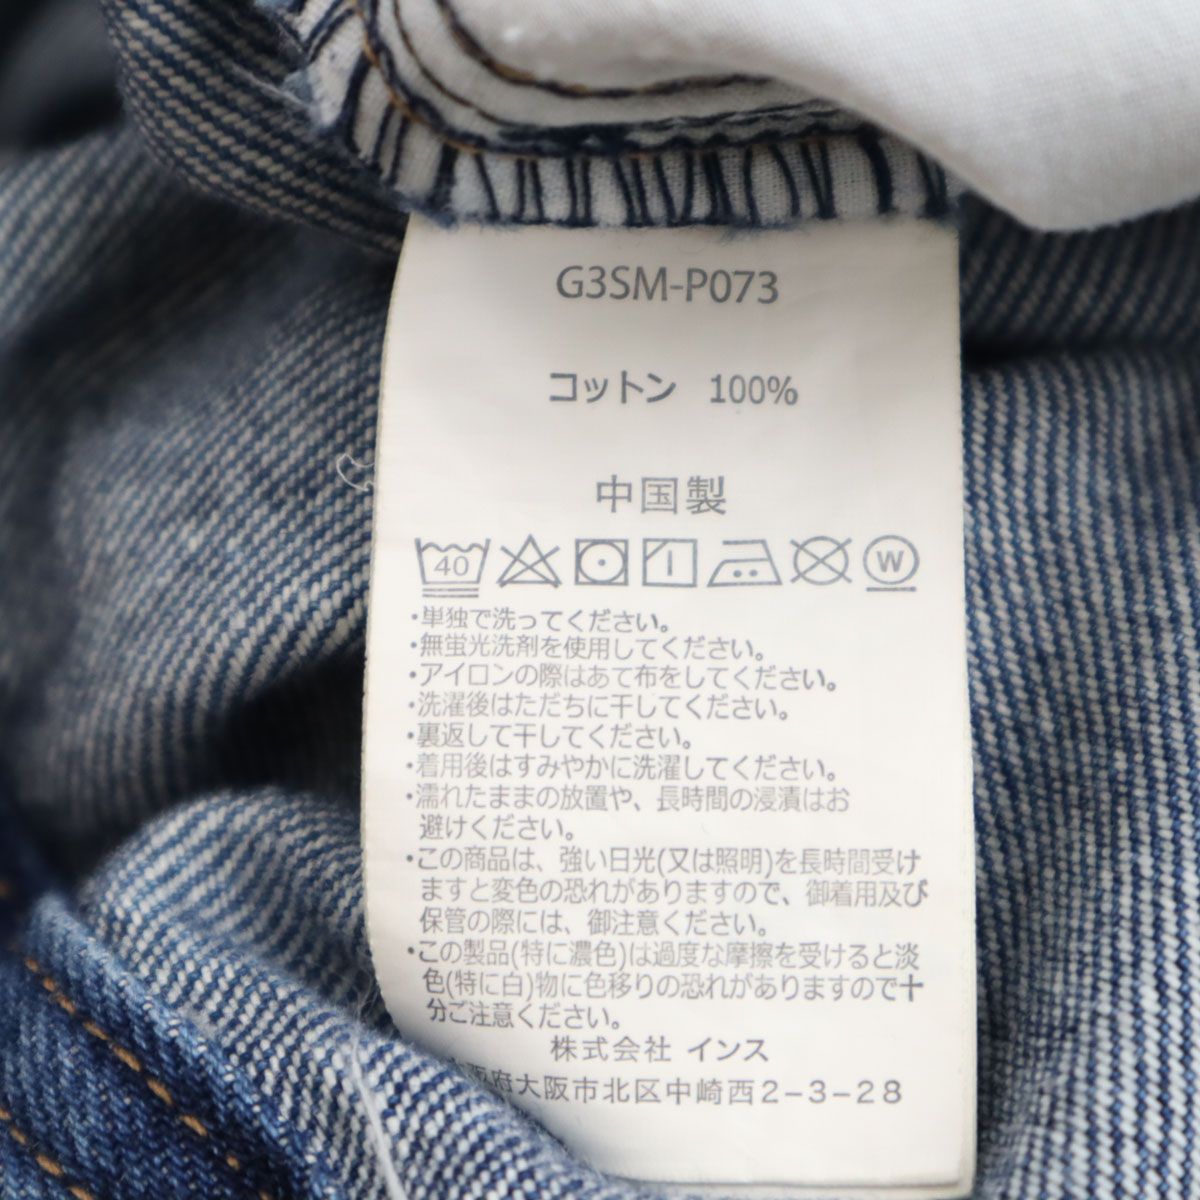 G3SM-P073
コットン 100%
中国製
40 W
・単独で洗ってください。
・無蛍光洗剤を使用してください。
・アイロンの際はあて布をしてください。
・洗濯後はただちに干してください。
・裏返して干してください。
・着用後はすみやかに洗濯してください。
・濡れたままの放置や、長時間の浸漬はお
避けください。
・この商品は、強い日光(又は照明)を長時間受け
ますと変色の恐れがありますので、御着用及び
保管の際には、御注意ください。
・この製品(特に濃色)は過度な摩擦を受けると淡
色(特に白)物に色移りの恐れがありますので十
分ご注意ください。
株式会社 インス
阪府大阪市北区中崎西2-3-28